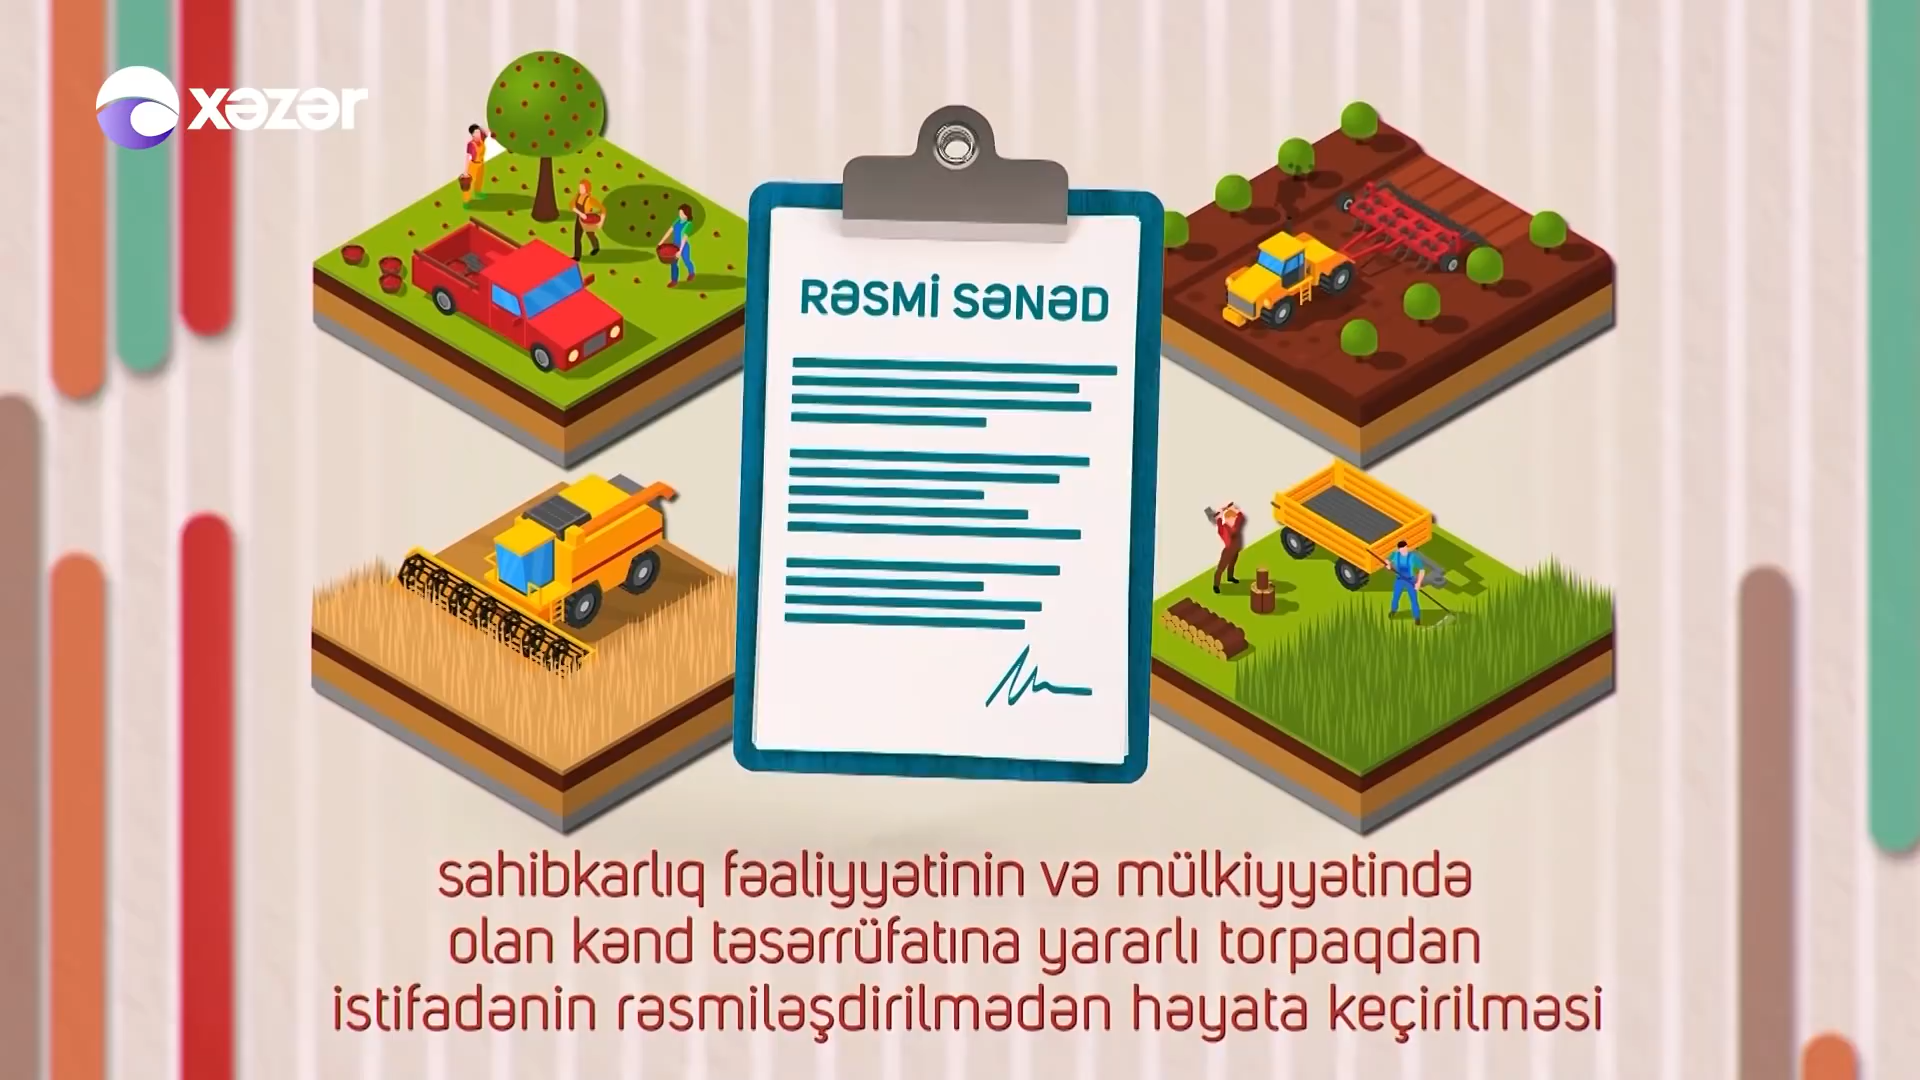 xəzər
RƏSMİ SƏNƏD
sahibkarlıq fəaliyyətinin və mülkiyyətində
olan kənd təsərrüfatına yararlı torpaqdan
istifadənin rəsmiləşdirilmədən həyata keçirilməsi